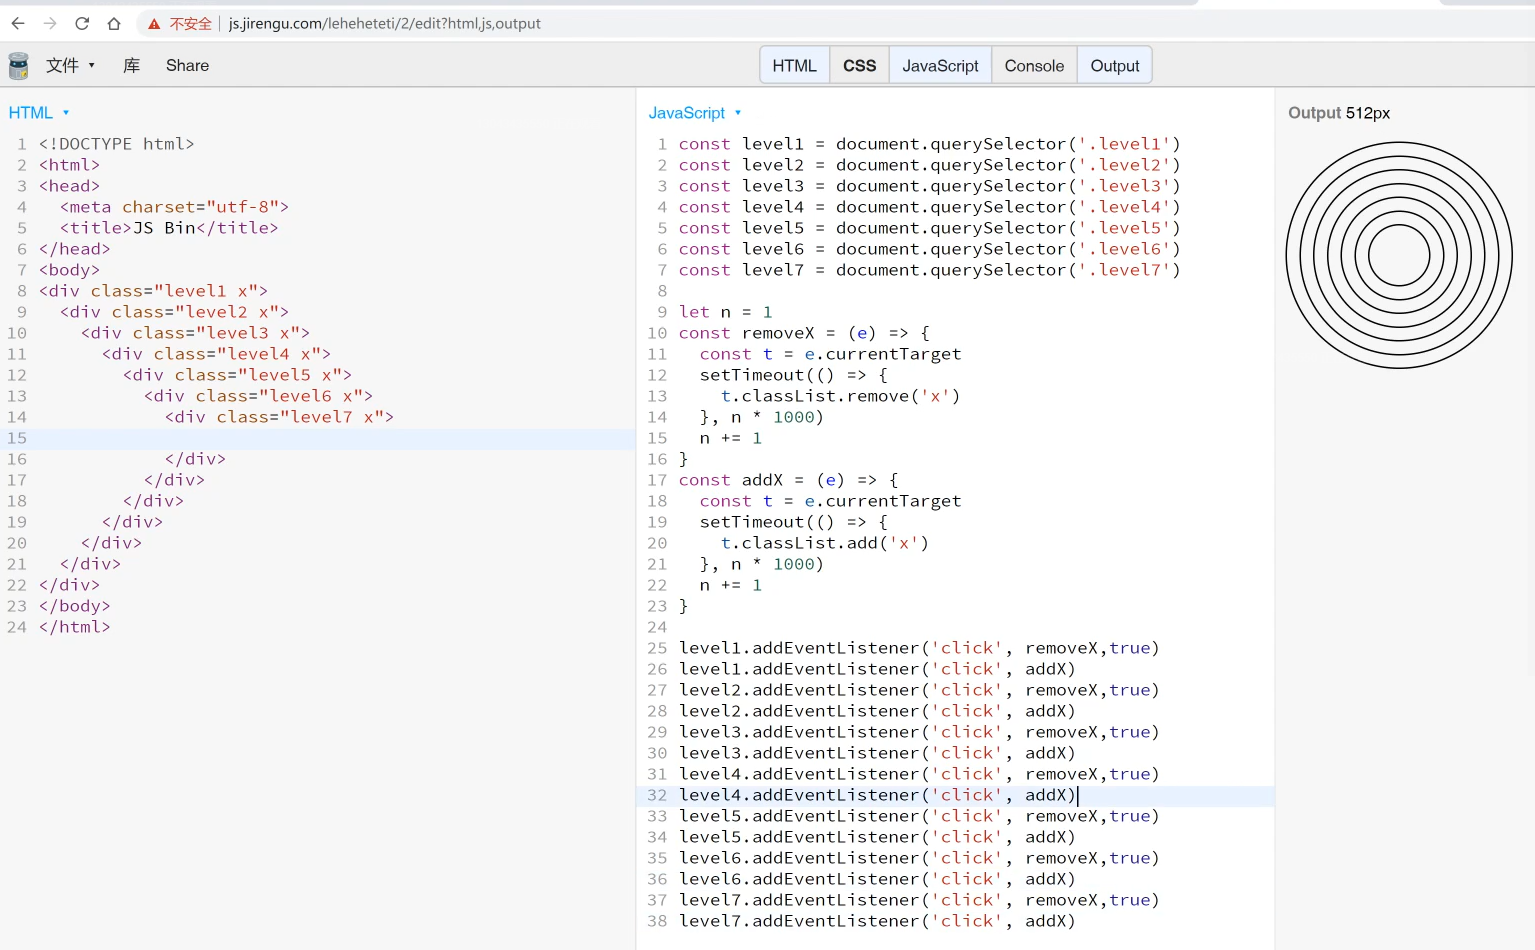 不安全 js.jirengu.com/leheheteti/2/edit?html,js,output
文件 库 Share HTML CSS JavaScript Console Output
HTML
1 <!DOCTYPE html>
2 <html>
3 <head>
4 <meta charset="utf-8">
5 <title>JS Bin</title>
6 </head>
7 <body>
8 <div class="level1 x">
9 <div class="level2 x">
10 <div class="level3 x">
11 <div class="level4 x">
12 <div class="level5 x">
13 <div class="level6 x">
14 <div class="level7 x">
15
16 </div>
17 </div>
18 </div>
19 </div>
20 </div>
21 </div>
22 </div>
23 </body>
24 </html>
JavaScript
1 const level1 = document.querySelector('.level1')
2 const level2 = document.querySelector('.level2')
3 const level3 = document.querySelector('.level3')
4 const level4 = document.querySelector('.level4')
5 const level5 = document.querySelector('.level5')
6 const level6 = document.querySelector('.level6')
7 const level7 = document.querySelector('.level7')
8
9 let n = 1
10 const removeX = (e) => {
11 const t = e.currentTarget
12 setTimeout(() => {
13 t.classList.remove('x')
14 }, n * 1000)
15 n += 1
16 }
17 const addX = (e) => {
18 const t = e.currentTarget
19 setTimeout(() => {
20 t.classList.add('x')
21 }, n * 1000)
22 n += 1
23 }
24
25 level1.addEventListener('click', removeX,true)
26 level1.addEventListener('click', addX)
27 level2.addEventListener('click', removeX,true)
28 level2.addEventListener('click', addX)
29 level3.addEventListener('click', removeX,true)
30 level3.addEventListener('click', addX)
31 level4.addEventListener('click', removeX,true)
32 level4.addEventListener('click', addX)
33 level5.addEventListener('click', removeX,true)
34 level5.addEventListener('click', addX)
35 level6.addEventListener('click', removeX,true)
36 level6.addEventListener('click', addX)
37 level7.addEventListener('click', removeX,true)
38 level7.addEventListener('click', addX)
Output 512px